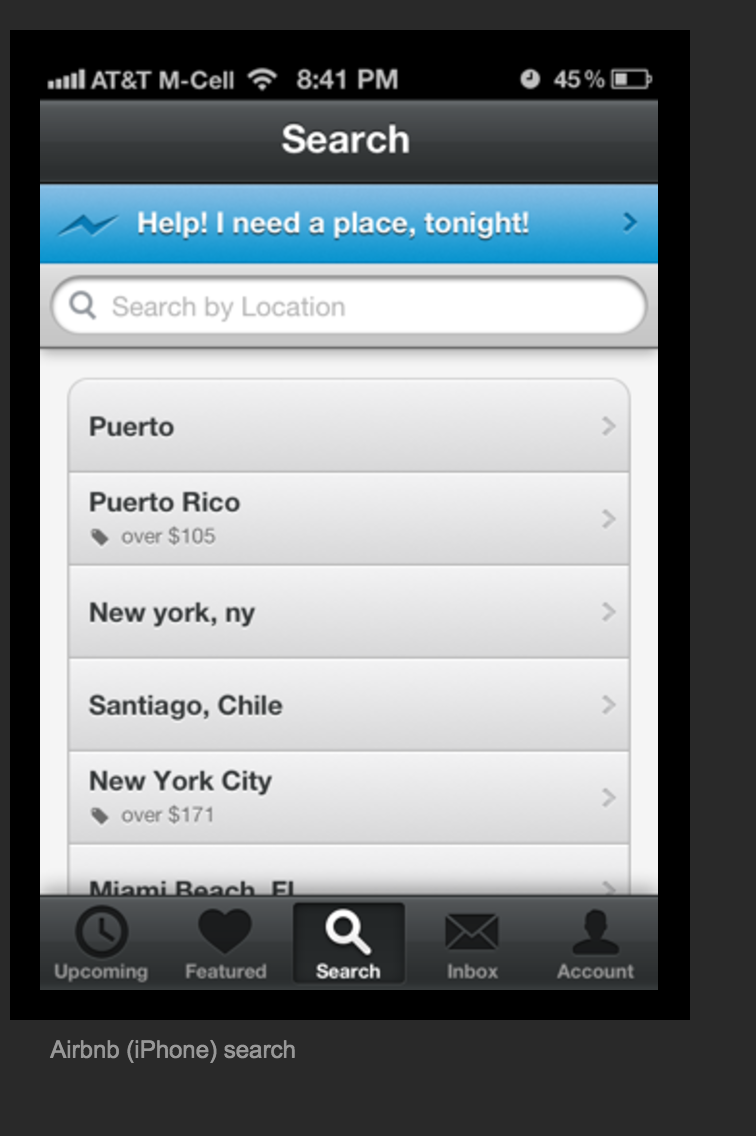 AT&T M-Cell 8:41 PM 45%
Search
Help! I need a place, tonight!
Search by Location
Puerto
Puerto Rico
over $105
New york, ny
Santiago, Chile
New York City
over $171
Miami Beach, FL
Upcoming Featured Search Inbox Account
Airbnb (iPhone) search